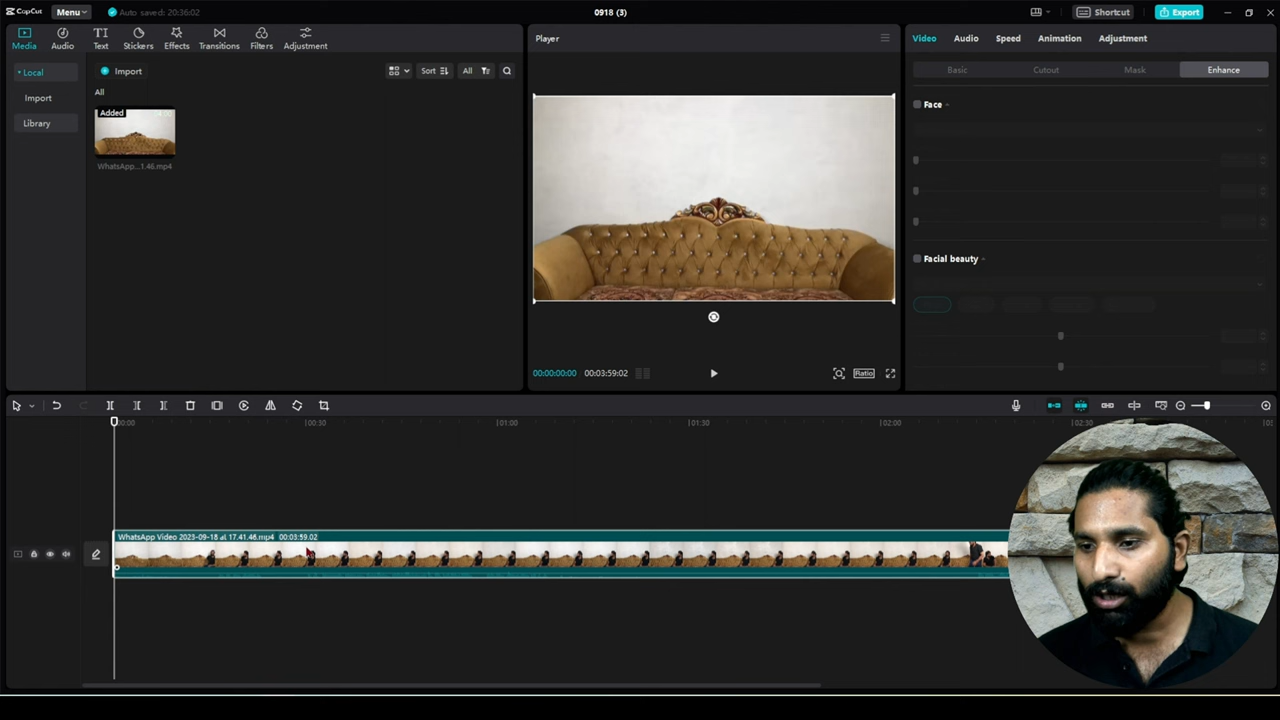 CapCut Menu Auto saved: 20:36:02 0918 (3) Shortcut Export
Media Audio Text Stickers Effects Transitions Filters Adjustment
Local
Import
Library
Import Sort All
All
Added
WhatsApp...1.46.mp4
Player
00:00:00:00 00:03:59:02 Ratio
Video Audio Speed Animation Adjustment
Basic Cutout Mask Enhance
Face
Facial beauty
00:00 00:30 01:00 01:30 02:00 02:30
WhatsApp Video 2023-09-18 at 17.41.46.mp4 00:03:59:02